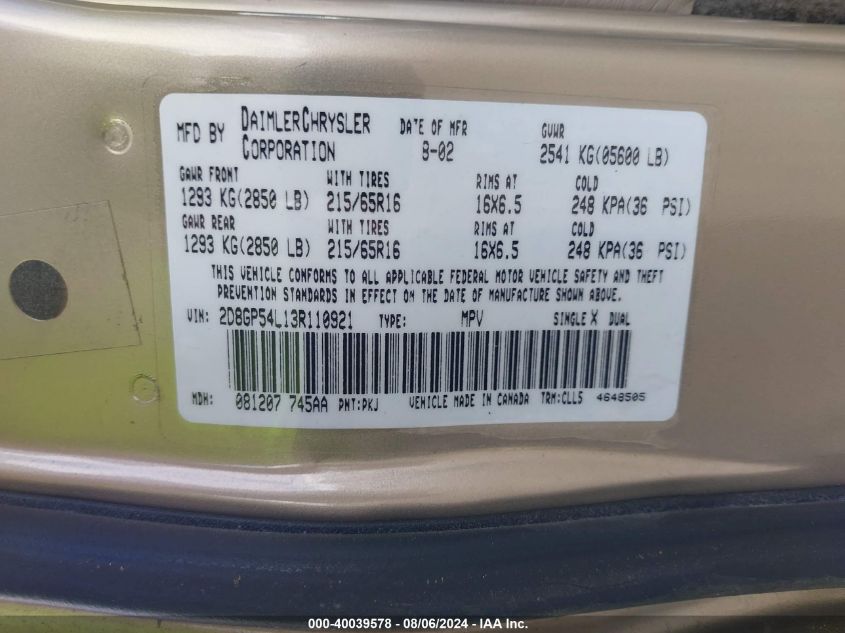 MFD BY DAIMLERCHRYSLER CORPORATION DATE OF MFR 8-02 GVWR 2541 KG(05600 LB)
GAWR FRONT WITH TIRES RIMS AT COLD
1293 KG(2850 LB) 215/65R16 16X6.5 248 KPA(36 PSI)
GAWR REAR WITH TIRES RIMS AT COLD
1293 KG(2850 LB) 215/65R16 16X6.5 248 KPA(36 PSI)
THIS VEHICLE CONFORMS TO ALL APPLICABLE FEDERAL MOTOR VEHICLE SAFETY AND THEFT
PREVENTION STANDARDS IN EFFECT ON THE DATE OF MANUFACTURE SHOWN ABOVE.
VIN: 2D8GP54L13R110921 TYPE: MPV SINGLE X DUAL
MDH: 081207 745AA PNT:PKJ VEHICLE MADE IN CANADA TRM:CLL5 4648505
000-40039578 - 08/06/2024 - IAA Inc.